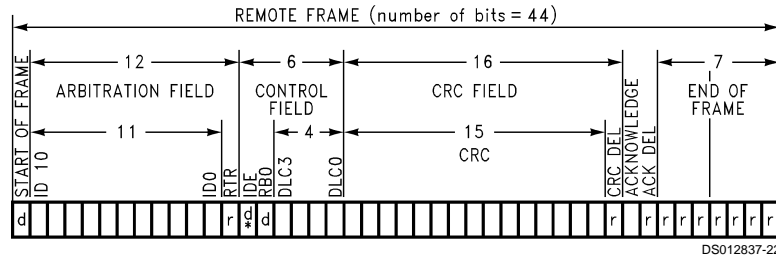 REMOTE FRAME (number of bits = 44)
12 6 16 7
ARBITRATION FIELD CONTROL FIELD CRC FIELD END OF FRAME
11 4 15
CRC
START OF FRAME
ID 10
ID0
RTR
IDE
RB0
DLC3
DLC0
CRC DEL
ACKNOWLEDGE
ACK DEL
d r d * d r r r r r r r r r
DS012837-22